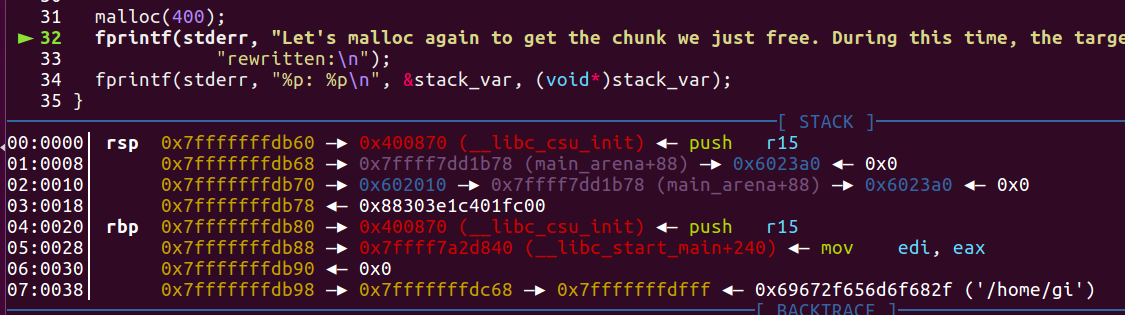 31 malloc(400);
► 32 fprintf(stderr, "Let's malloc again to get the chunk we just free. During this time, the targe
33 "rewritten:\n");
34 fprintf(stderr, "%p: %p\n", &stack_var, (void*)stack_var);
35 }
[ STACK ]
00:0000│ rsp 0x7fffffffdb60 —▸ 0x400870 (__libc_csu_init) ◂— push r15
01:0008│ 0x7fffffffdb68 —▸ 0x7ffff7dd1b78 (main_arena+88) —▸ 0x6023a0 ◂— 0x0
02:0010│ 0x7fffffffdb70 —▸ 0x602010 —▸ 0x7ffff7dd1b78 (main_arena+88) —▸ 0x6023a0 ◂— 0x0
03:0018│ 0x7fffffffdb78 ◂— 0x88303e1c401fc00
04:0020│ rbp 0x7fffffffdb80 —▸ 0x400870 (__libc_csu_init) ◂— push r15
05:0028│ 0x7fffffffdb88 —▸ 0x7ffff7a2d840 (__libc_start_main+240) ◂— mov edi, eax
06:0030│ 0x7fffffffdb90 ◂— 0x0
07:0038│ 0x7fffffffdb98 —▸ 0x7fffffffdc68 —▸ 0x7fffffffdfff ◂— 0x69672f656d6f682f ('/home/gi')
[ BACKTRACE ]